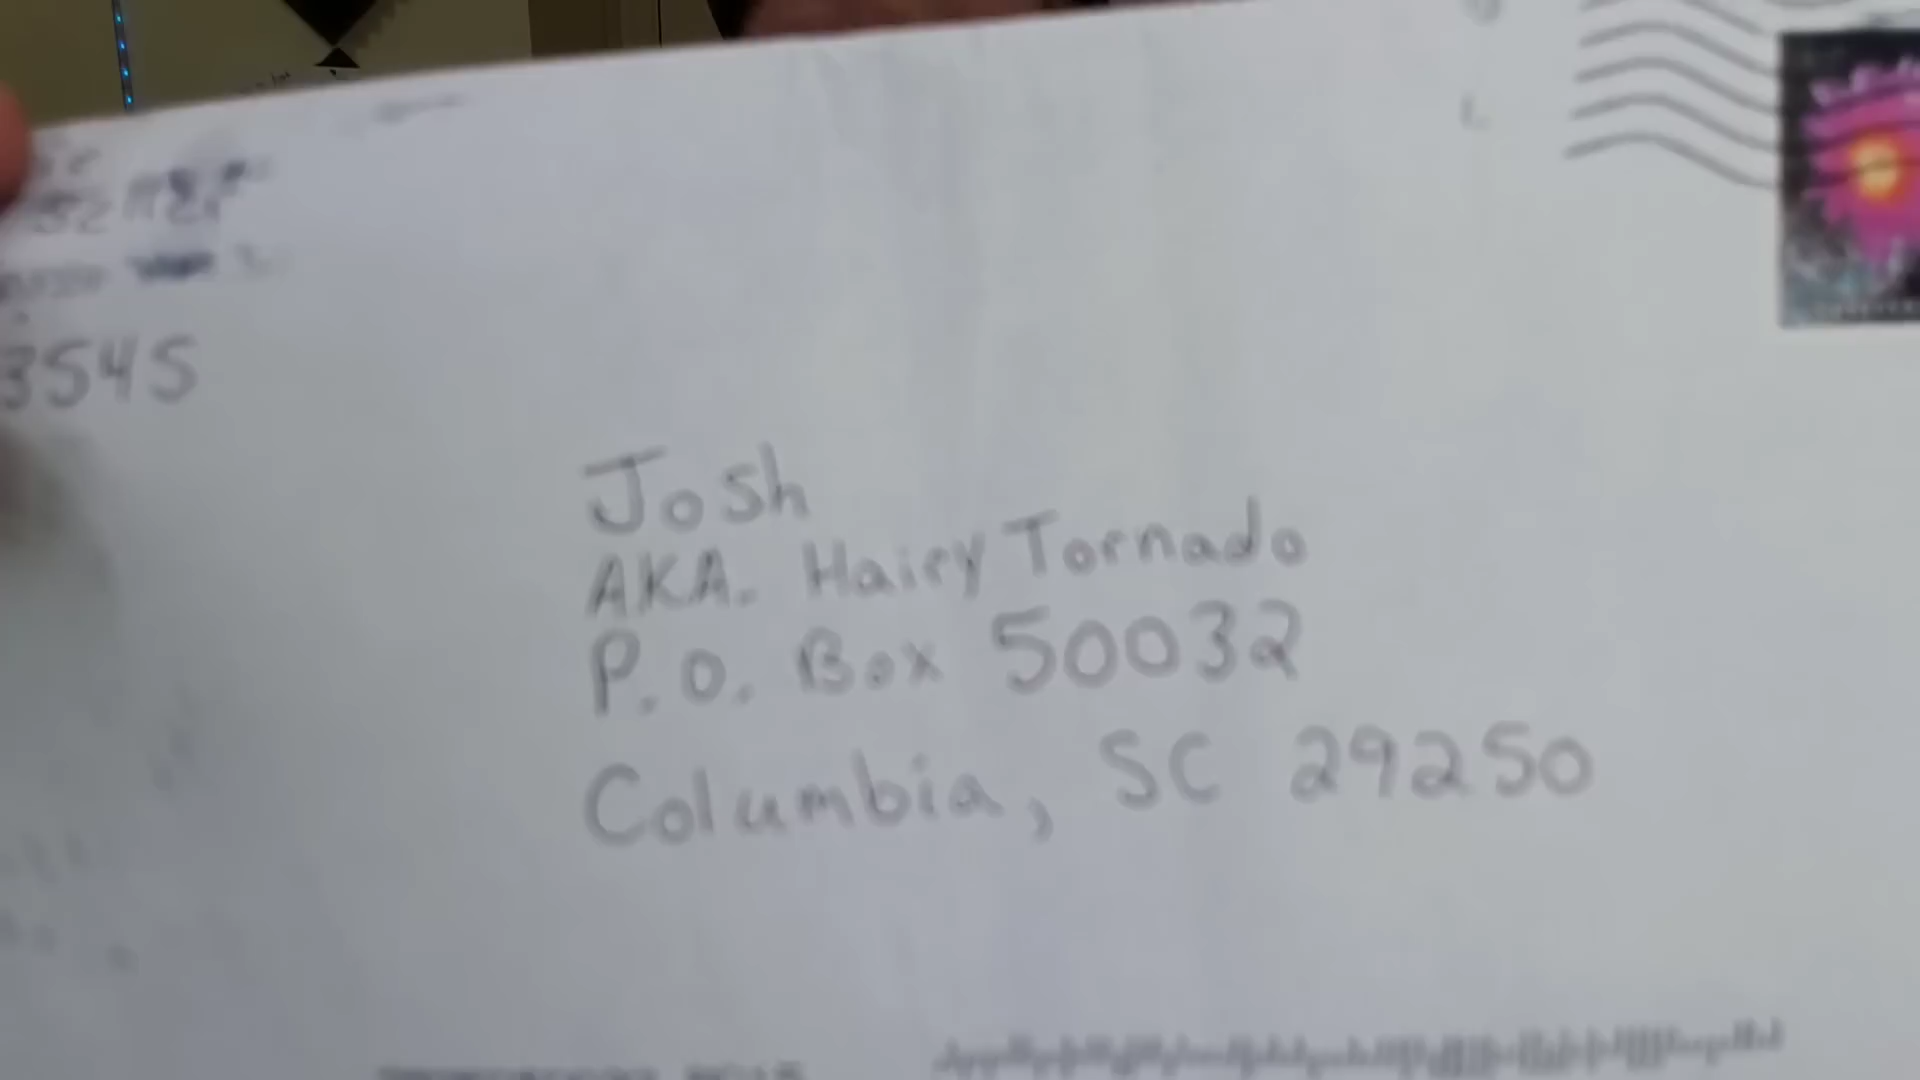 3545
Josh
AKA. Hairy Tornado
P.O. Box 50032
Columbia, SC 29250